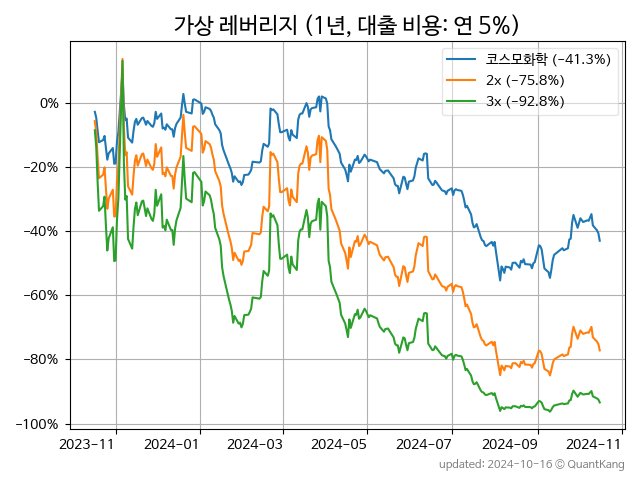 가상 레버리지 (1년, 대출 비용: 연 5%)
코스모화학 (−41.3%)
2x (−75.8%)
3x (−92.8%)
0%
−20%
−40%
−60%
−80%
−100%
2023−11 2024−01 2024−03 2024−05 2024−07 2024−09 2024−11
updated: 2024-10-16 © QuantKang